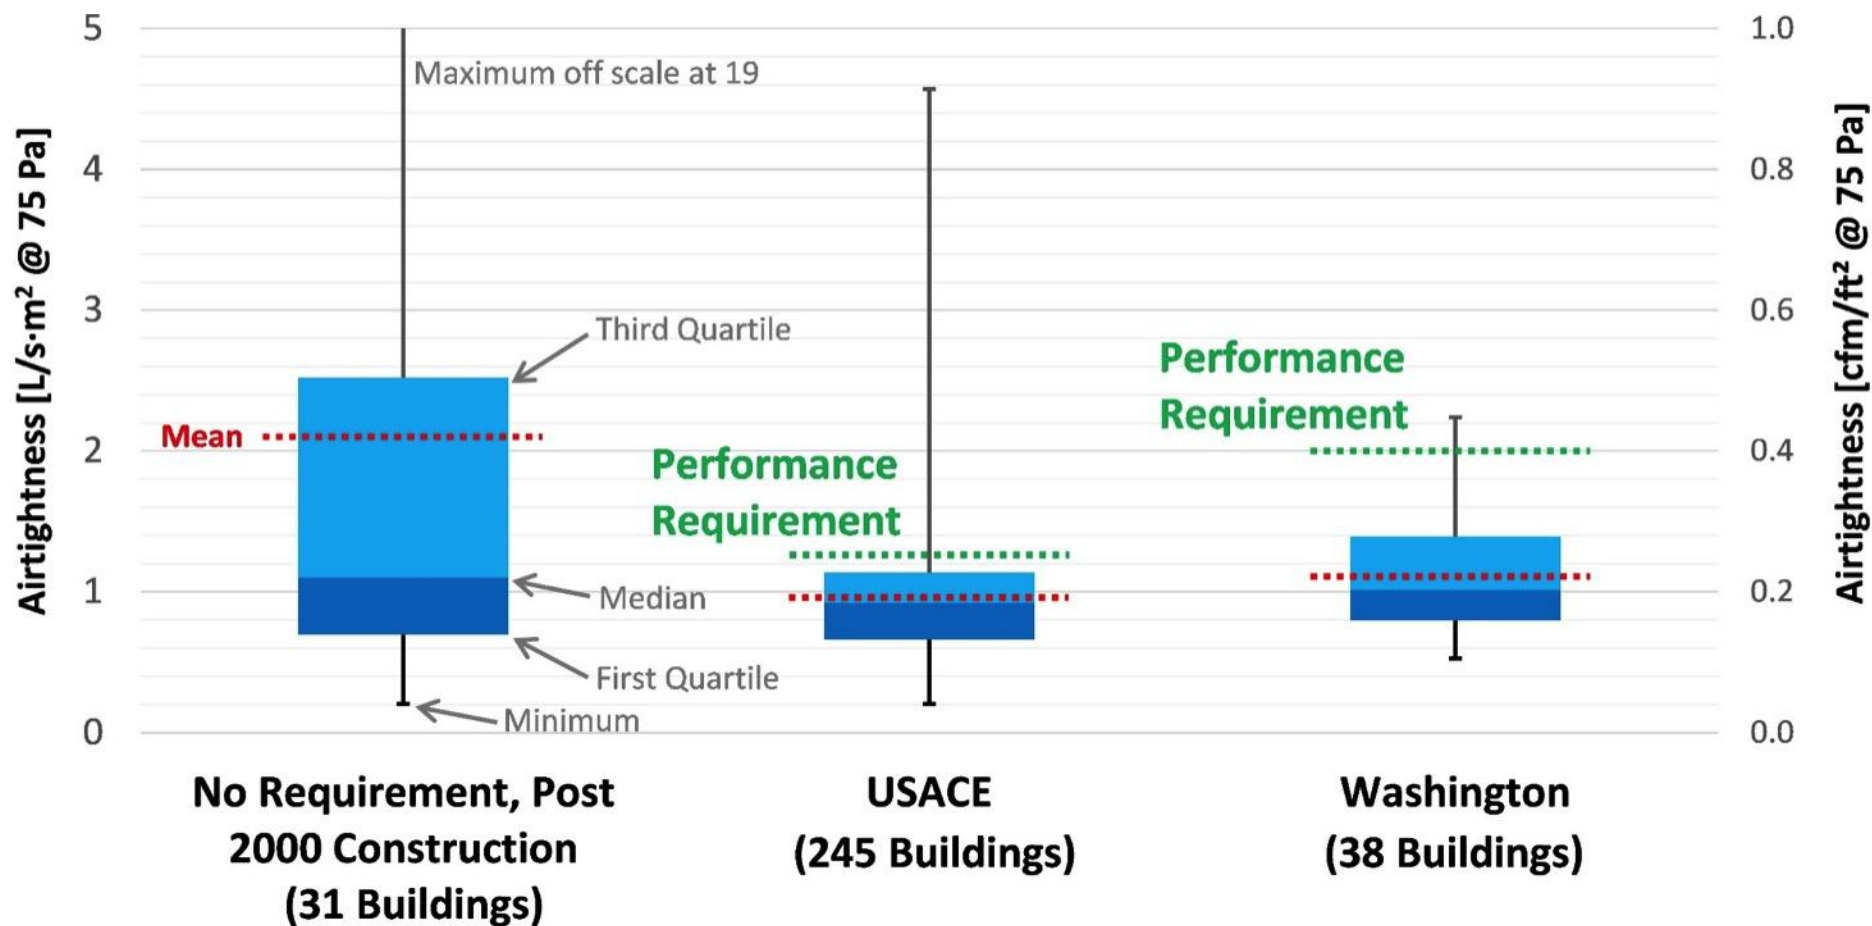 Airtightness [L/s·m² @ 75 Pa]
5
4
3
2
1
0
Maximum off scale at 19
Third Quartile
Mean
Median
First Quartile
Minimum
Performance
Requirement
Performance
Requirement
1.0
0.8
0.6
0.4
0.2
0.0
Airtightness [cfm/ft² @ 75 Pa]
No Requirement, Post
2000 Construction
(31 Buildings)
USACE
(245 Buildings)
Washington
(38 Buildings)